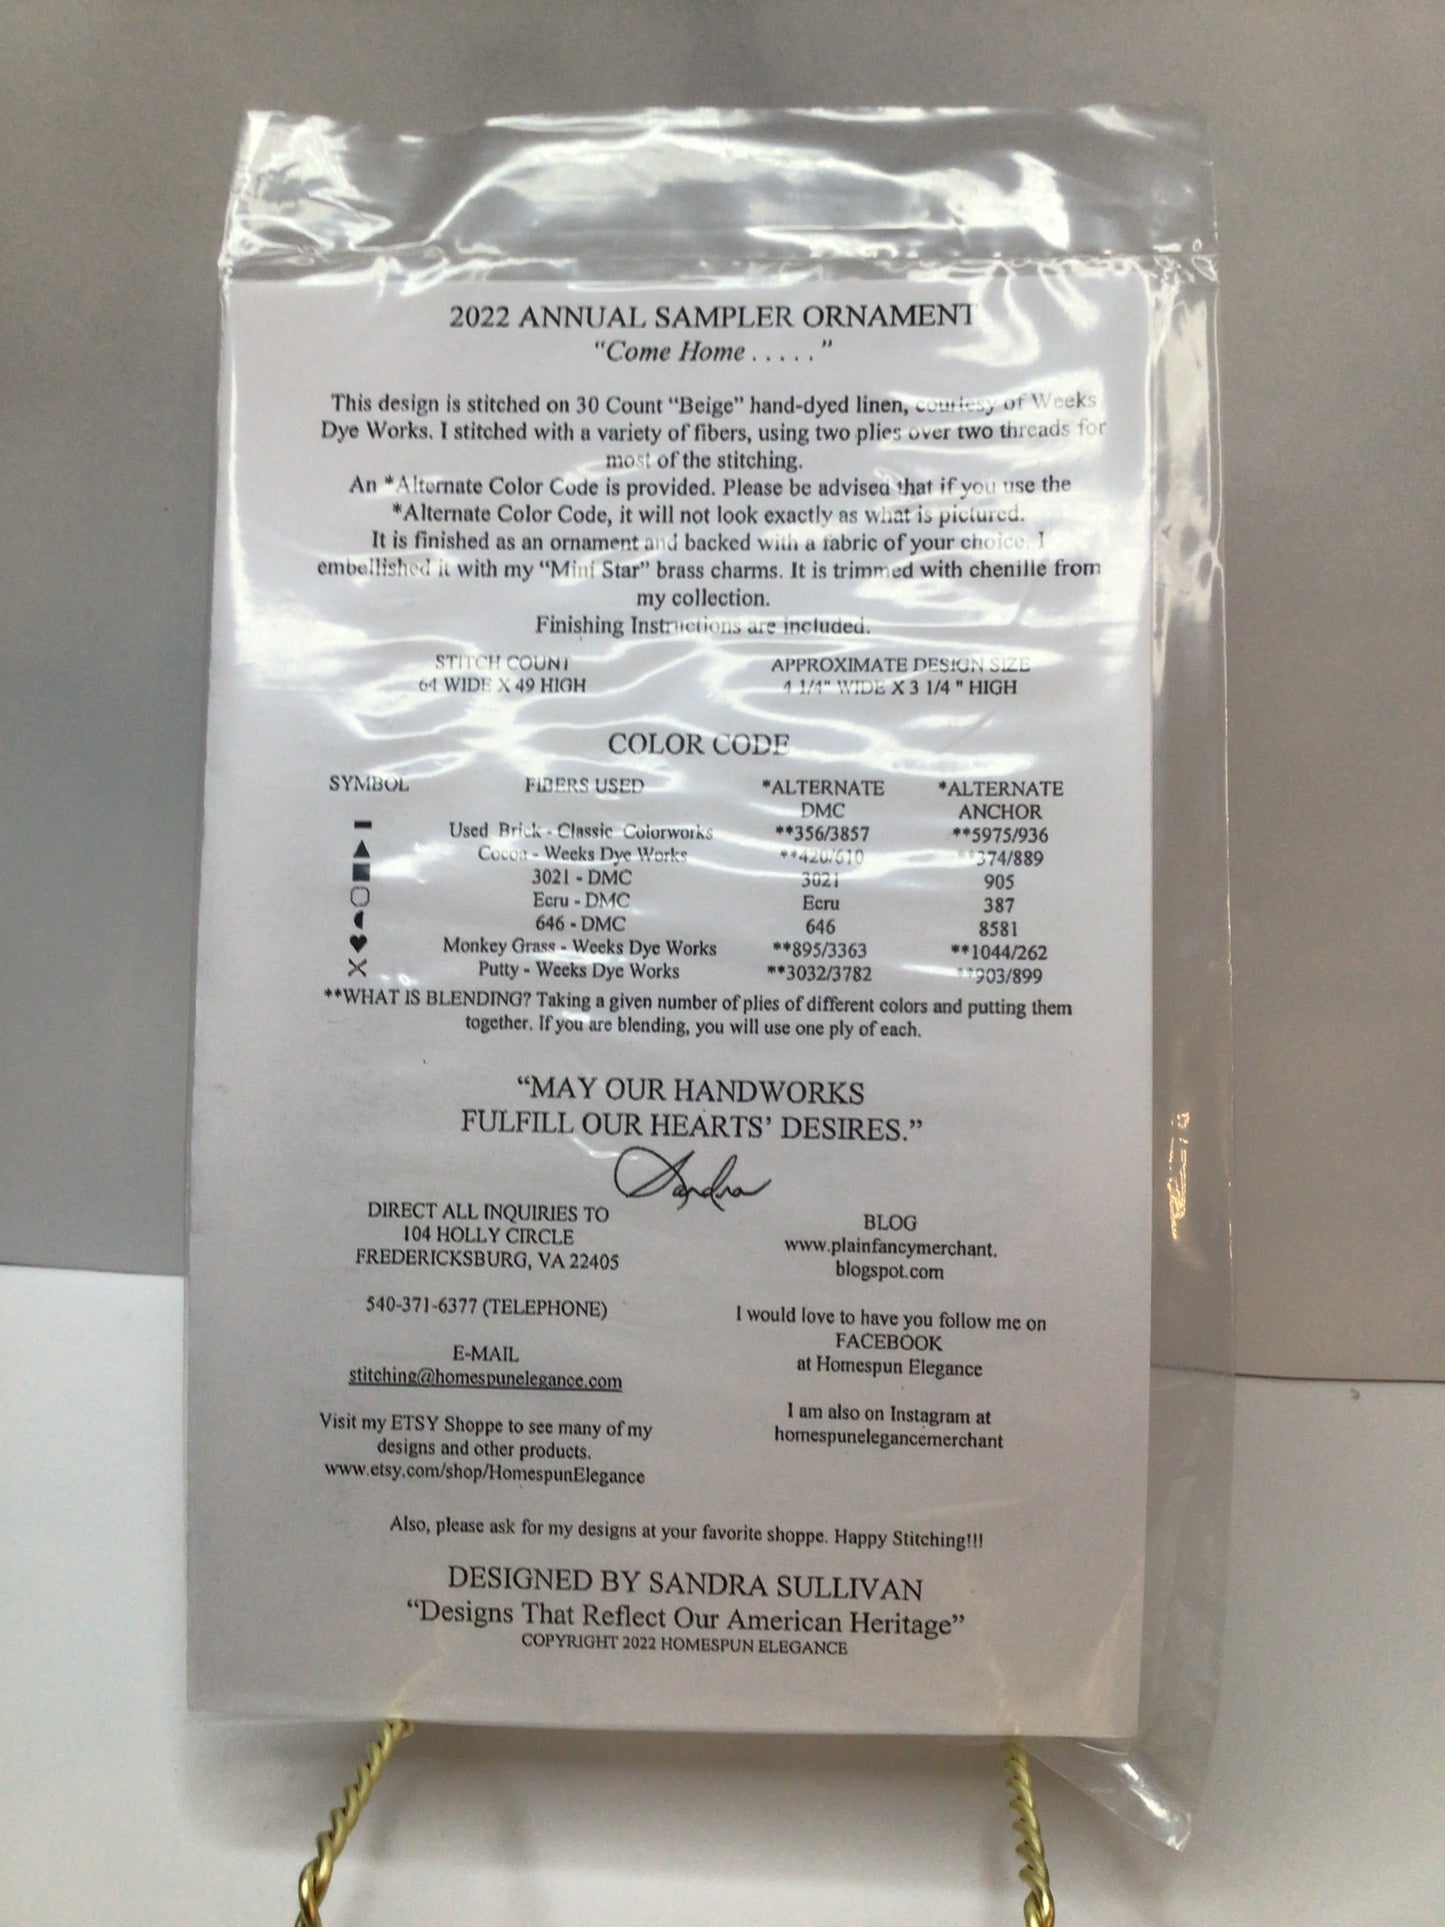 2022 ANNUAL SAMPLER ORNAMENT
"Come Home . . . . ."
This design is stitched on 30 Count "Beige" hand-dyed linen, courtesy of Weeks
Dye Works. I stitched with a variety of fibers, using two plies over two threads for
most of the stitching.
An *Alternate Color Code is provided. Please be advised that if you use the
*Alternate Color Code, it will not look exactly as what is pictured.
It is finished as an ornament and backed with a fabric of your choice. I
embellished it with my "Mini Star" brass charms. It is trimmed with chenille from
my collection.
Finishing Instructions are included.
STITCH COUNT APPROXIMATE DESIGN SIZE
64 WIDE X 49 HIGH 4 1/4" WIDE X 3 1/4 " HIGH
COLOR CODE
SYMBOL FIBERS USED *ALTERNATE *ALTERNATE
DMC ANCHOR
Used Brick - Classic Colorworks **356/3857 **5975/936
Cocoa - Weeks Dye Works **420/610 **374/889
3021 - DMC 3021 905
Ecru - DMC Ecru 387
646 - DMC 646 8581
Monkey Grass - Weeks Dye Works **895/3363 **1044/262
Putty - Weeks Dye Works **3032/3782 **903/899
**WHAT IS BLENDING? Taking a given number of plies of different colors and putting them
together. If you are blending, you will use one ply of each.
"MAY OUR HANDWORKS
FULFILL OUR HEARTS' DESIRES."
Sandra
DIRECT ALL INQUIRIES TO
104 HOLLY CIRCLE
FREDERICKSBURG, VA 22405
540-371-6377 (TELEPHONE)
E-MAIL
stitching@homespunelegance.com
Visit my ETSY Shoppe to see many of my
designs and other products.
www.etsy.com/shop/HomespunElegance
BLOG
www.plainfancymerchant.
blogspot.com
I would love to have you follow me on
FACEBOOK
at Homespun Elegance
I am also on Instagram at
homespunelegancemerchant
Also, please ask for my designs at your favorite shoppe. Happy Stitching!!!
DESIGNED BY SANDRA SULLIVAN
"Designs That Reflect Our American Heritage"
COPYRIGHT 2022 HOMESPUN ELEGANCE